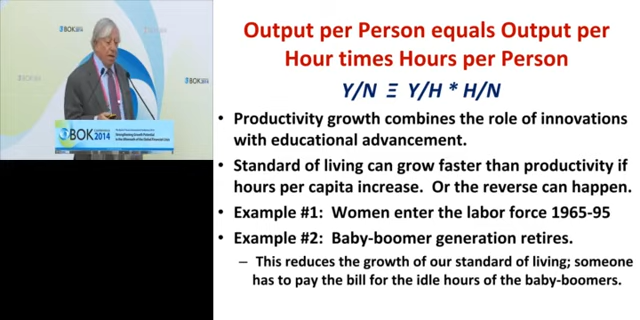 BOK 2014
BOK 2014
BOK
2014
Output per Person equals Output per
Hour times Hours per Person
Y/N Ξ Y/H * H/N
• Productivity growth combines the role of innovations
with educational advancement.
• Standard of living can grow faster than productivity if
hours per capita increase. Or the reverse can happen.
• Example #1: Women enter the labor force 1965-95
• Example #2: Baby-boomer generation retires.
– This reduces the growth of our standard of living; someone
has to pay the bill for the idle hours of the baby-boomers.